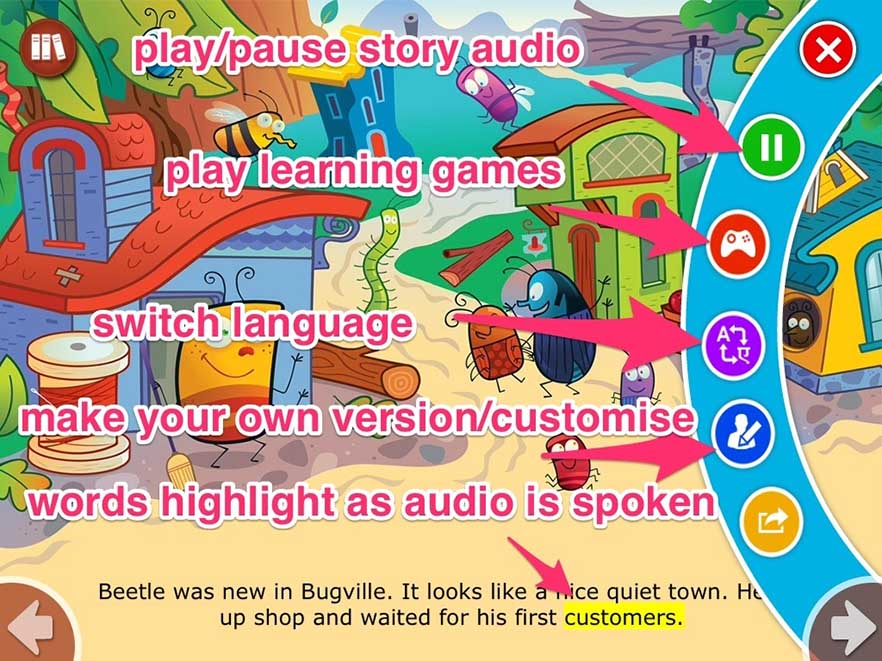 play/pause story audio
play learning games
switch language
A
ए
make your own version/customise
words highlight as audio is spoken
Beetle was new in Bugville. It looks like a nice quiet town. He
up shop and waited for his first customers.